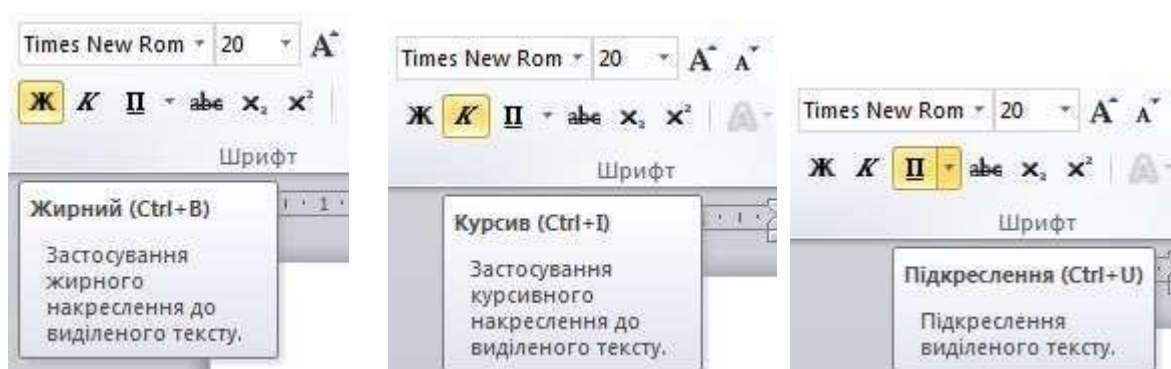 Times New Rom 20 A
Ж К П abc x₂ x²
Шрифт
1
Жирний (Ctrl+B)
Застосування
жирного
накреслення до
виділеного тексту.
Times New Rom 20 A A
Ж К П abc x₂ x² A
Шрифт
1
Курсив (Ctrl+I)
Застосування
курсивного
накреслення до
виділеного тексту.
Times New Rom 20 A A
Ж К П abc x₂ x² A
Шрифт
Підкреслення (Ctrl+U)
Підкреслення
виділеного тексту.